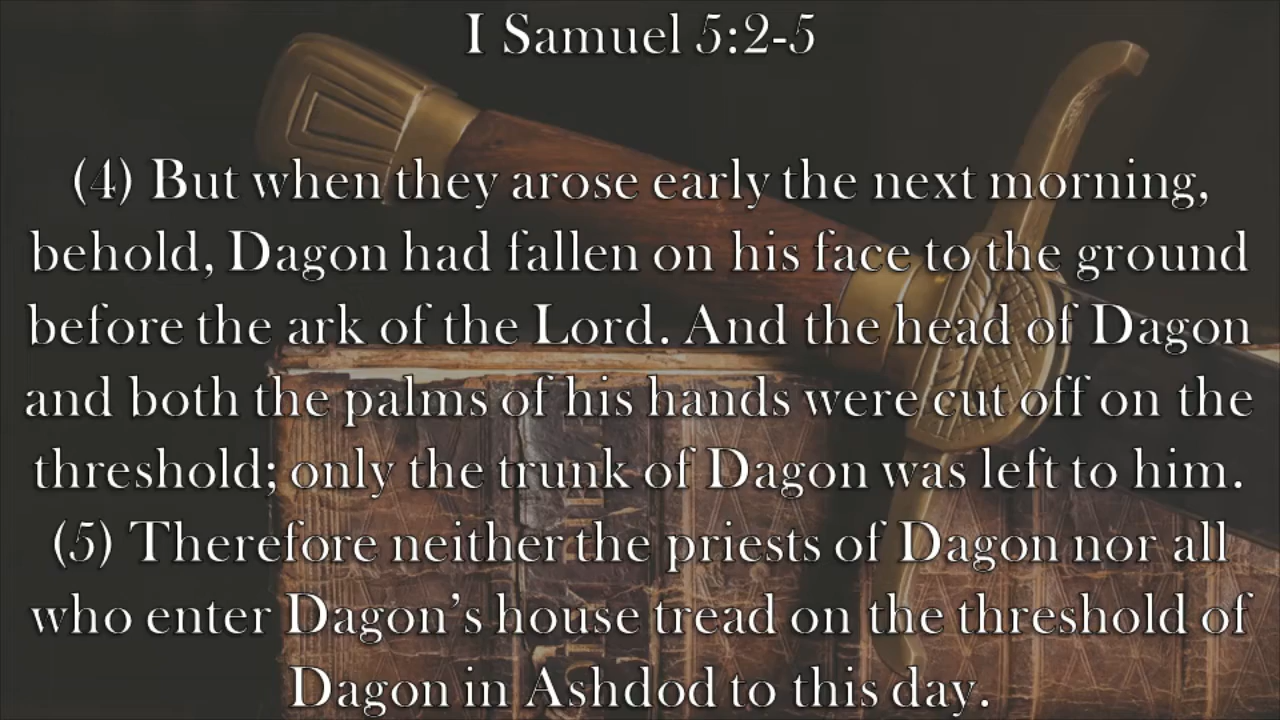 I Samuel 5:2-5
(4) But when they arose early the next morning,
behold, Dagon had fallen on his face to the ground
before the ark of the Lord. And the head of Dagon
and both the palms of his hands were cut off on the
threshold; only the trunk of Dagon was left to him.
(5) Therefore neither the priests of Dagon nor all
who enter Dagon’s house tread on the threshold of
Dagon in Ashdod to this day.